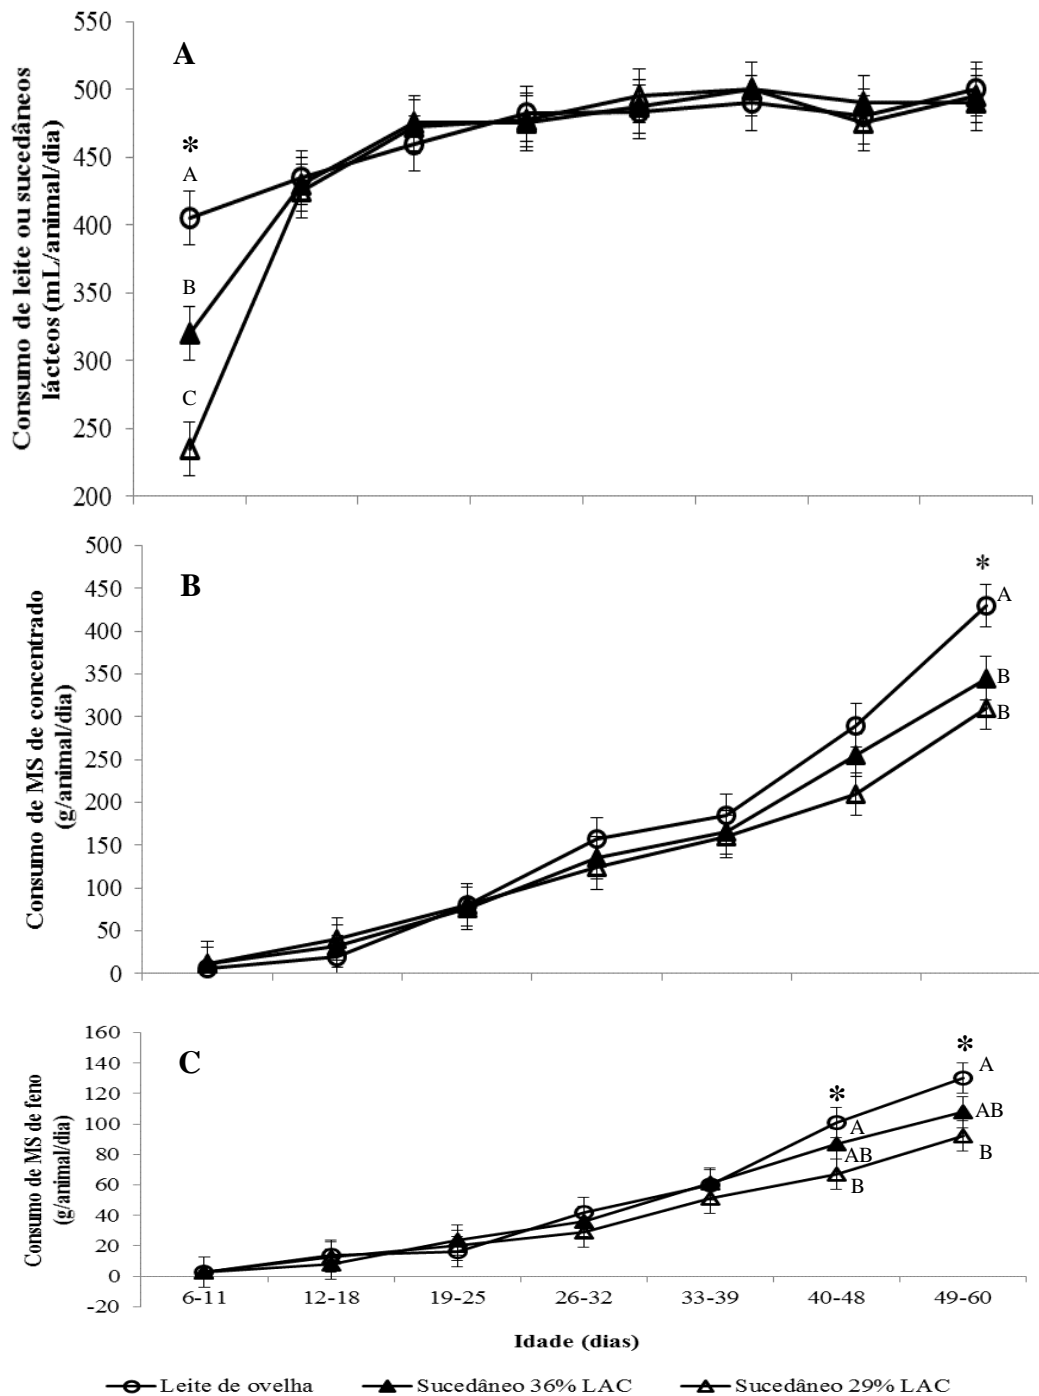 A
Consumo de leite ou sucedâneos
lácteos (mL/animal/dia)
550
500
450
400
350
300
250
200
*
A
B
C
B
Consumo de MS de concentrado
(g/animal/dia)
500
450
400
350
300
250
200
150
100
50
0
*
A
B
B
C
Consumo de MS de feno
(g/animal/dia)
160
140
120
100
80
60
40
20
0
-20
*
A
AB
B
*
A
AB
B
6-11 12-18 19-25 26-32 33-39 40-48 49-60
Idade (dias)
Leite de ovelha Sucedâneo 36% LAC Sucedâneo 29% LAC